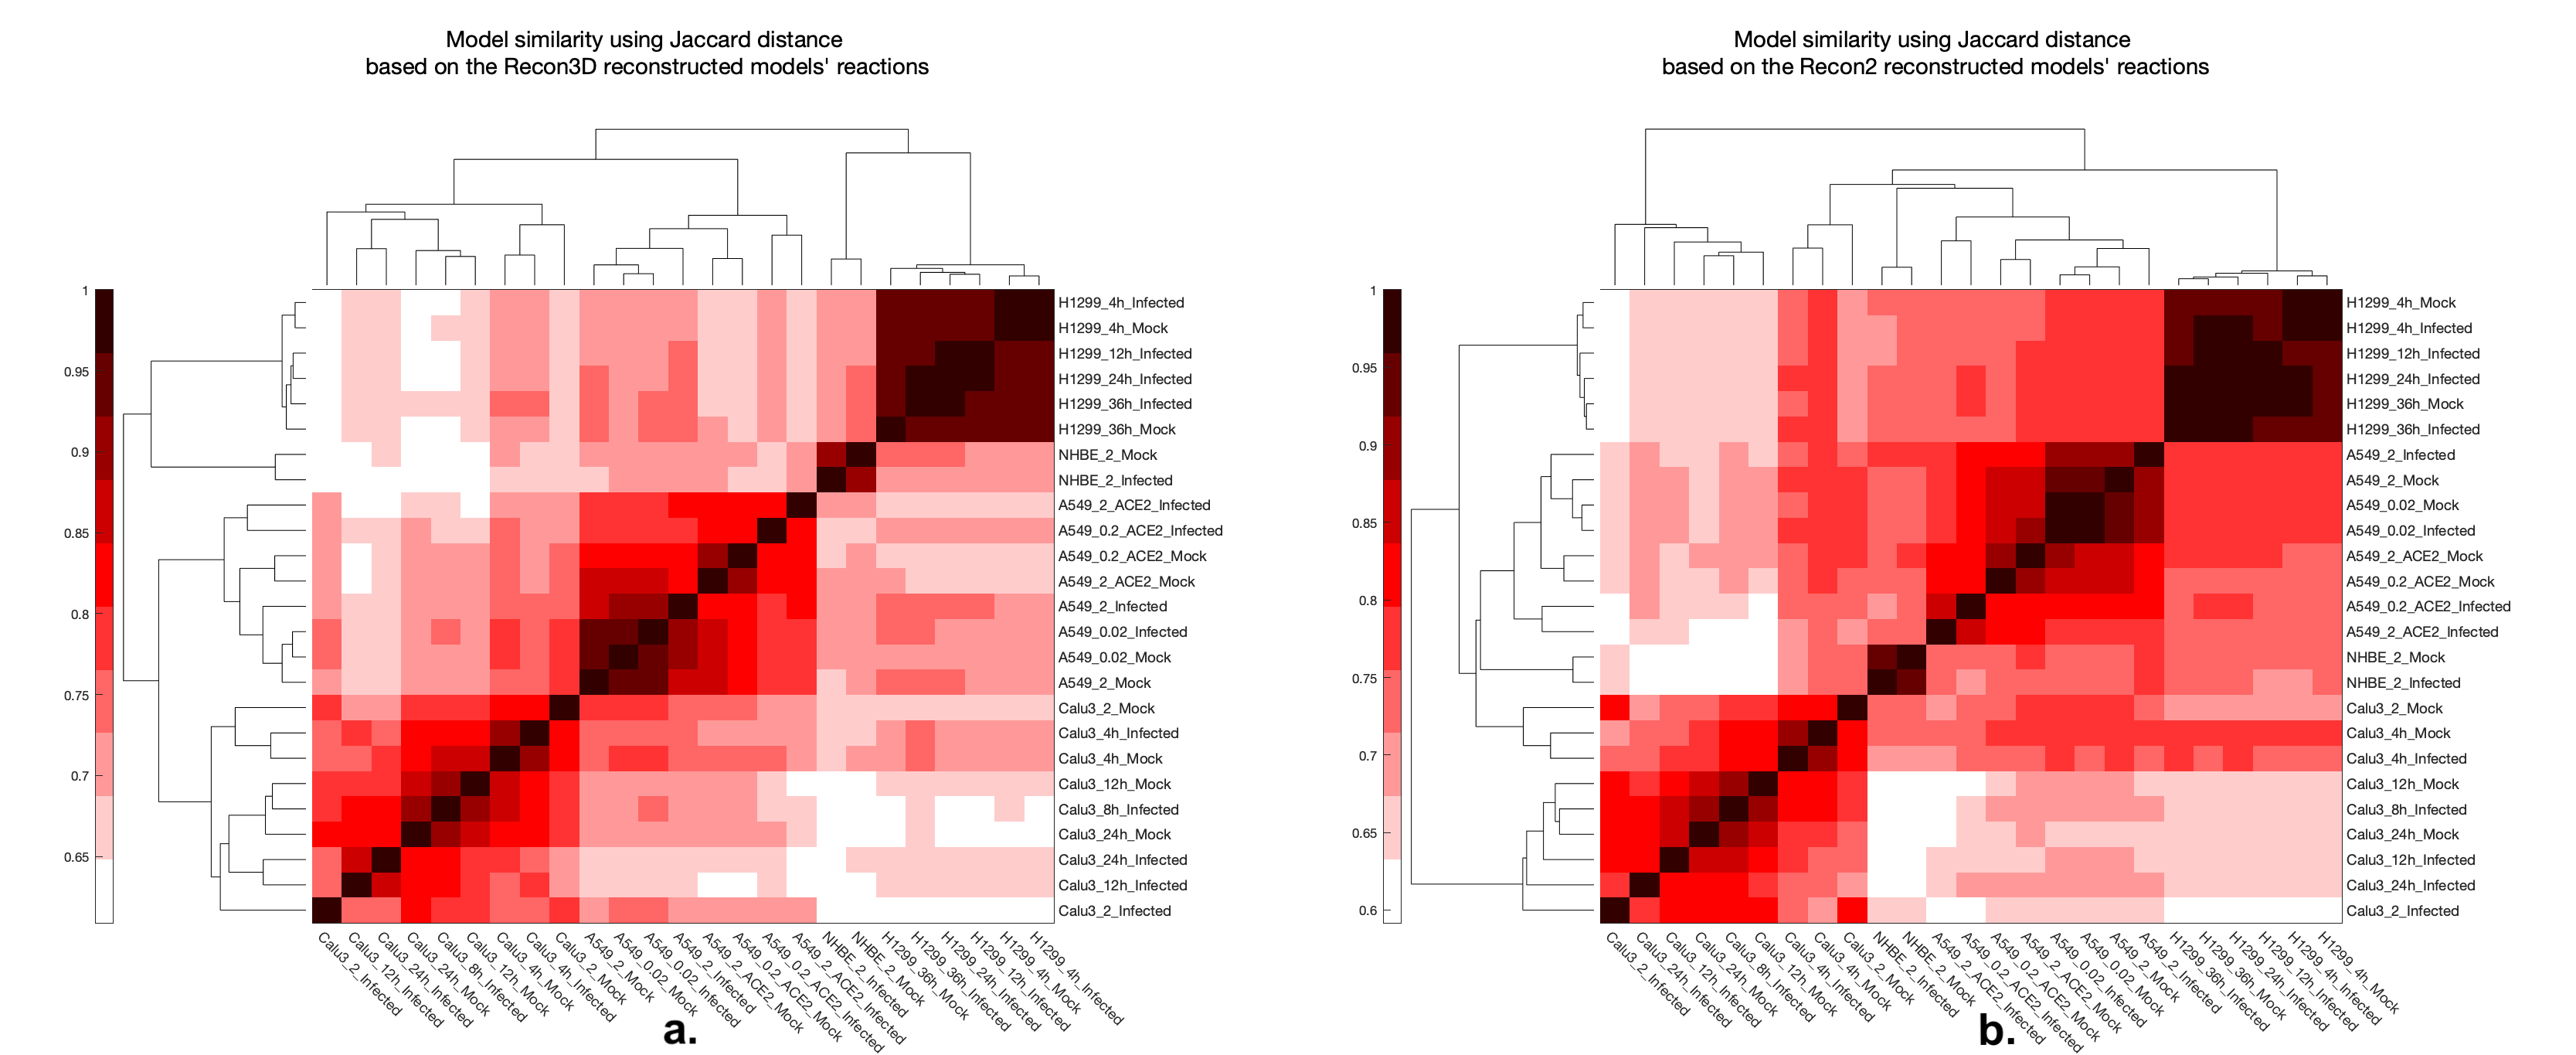 Model similarity using Jaccard distance
based on the Recon3D reconstructed models' reactions
1
0.95
0.9
0.85
0.8
0.75
0.7
0.65
H1299_4h_Infected
H1299_4h_Mock
H1299_12h_Infected
H1299_24h_Infected
H1299_36h_Infected
H1299_36h_Mock
NHBE_2_Mock
NHBE_2_Infected
A549_2_ACE2_Infected
A549_0.2_ACE2_Infected
A549_0.2_ACE2_Mock
A549_2_ACE2_Mock
A549_2_Infected
A549_0.02_Infected
A549_0.02_Mock
A549_2_Mock
Calu3_2_Mock
Calu3_4h_Infected
Calu3_4h_Mock
Calu3_12h_Mock
Calu3_8h_Infected
Calu3_24h_Mock
Calu3_24h_Infected
Calu3_12h_Infected
Calu3_2_Infected
Calu3_2_Infected
Calu3_12h_Infected
Calu3_24h_Infected
Calu3_24h_Mock
Calu3_8h_Infected
Calu3_12h_Mock
Calu3_4h_Mock
Calu3_4h_Infected
Calu3_2_Mock
A549_2_Mock
A549_0.02_Mock
A549_0.02_Infected
A549_2_Infected
A549_2_ACE2_Mock
A549_0.2_ACE2_Mock
A549_0.2_ACE2_Infected
A549_2_ACE2_Infected
NHBE_2_Infected
NHBE_2_Mock
H1299_36h_Mock
H1299_36h_Infected
H1299_24h_Infected
H1299_12h_Infected
H1299_4h_Mock
H1299_4h_Infected
a.
Model similarity using Jaccard distance
based on the Recon2 reconstructed models' reactions
1
0.95
0.9
0.85
0.8
0.75
0.7
0.65
0.6
H1299_4h_Mock
H1299_4h_Infected
H1299_12h_Infected
H1299_24h_Infected
H1299_36h_Mock
H1299_36h_Infected
A549_2_Infected
A549_2_Mock
A549_0.02_Mock
A549_0.02_Infected
A549_2_ACE2_Mock
A549_0.2_ACE2_Mock
A549_0.2_ACE2_Infected
A549_2_ACE2_Infected
NHBE_2_Mock
NHBE_2_Infected
Calu3_2_Mock
Calu3_4h_Mock
Calu3_4h_Infected
Calu3_12h_Mock
Calu3_8h_Infected
Calu3_24h_Mock
Calu3_12h_Infected
Calu3_24h_Infected
Calu3_2_Infected
Calu3_2_Infected
Calu3_24h_Infected
Calu3_12h_Infected
Calu3_24h_Mock
Calu3_8h_Infected
Calu3_12h_Mock
Calu3_4h_Infected
Calu3_4h_Mock
Calu3_2_Mock
NHBE_2_Infected
NHBE_2_Mock
A549_2_ACE2_Infected
A549_0.2_ACE2_Infected
A549_0.2_ACE2_Mock
A549_2_ACE2_Mock
A549_0.02_Infected
A549_0.02_Mock
A549_2_Mock
A549_2_Infected
H1299_36h_Infected
H1299_36h_Mock
H1299_24h_Infected
H1299_12h_Infected
H1299_4h_Infected
H1299_4h_Mock
b.